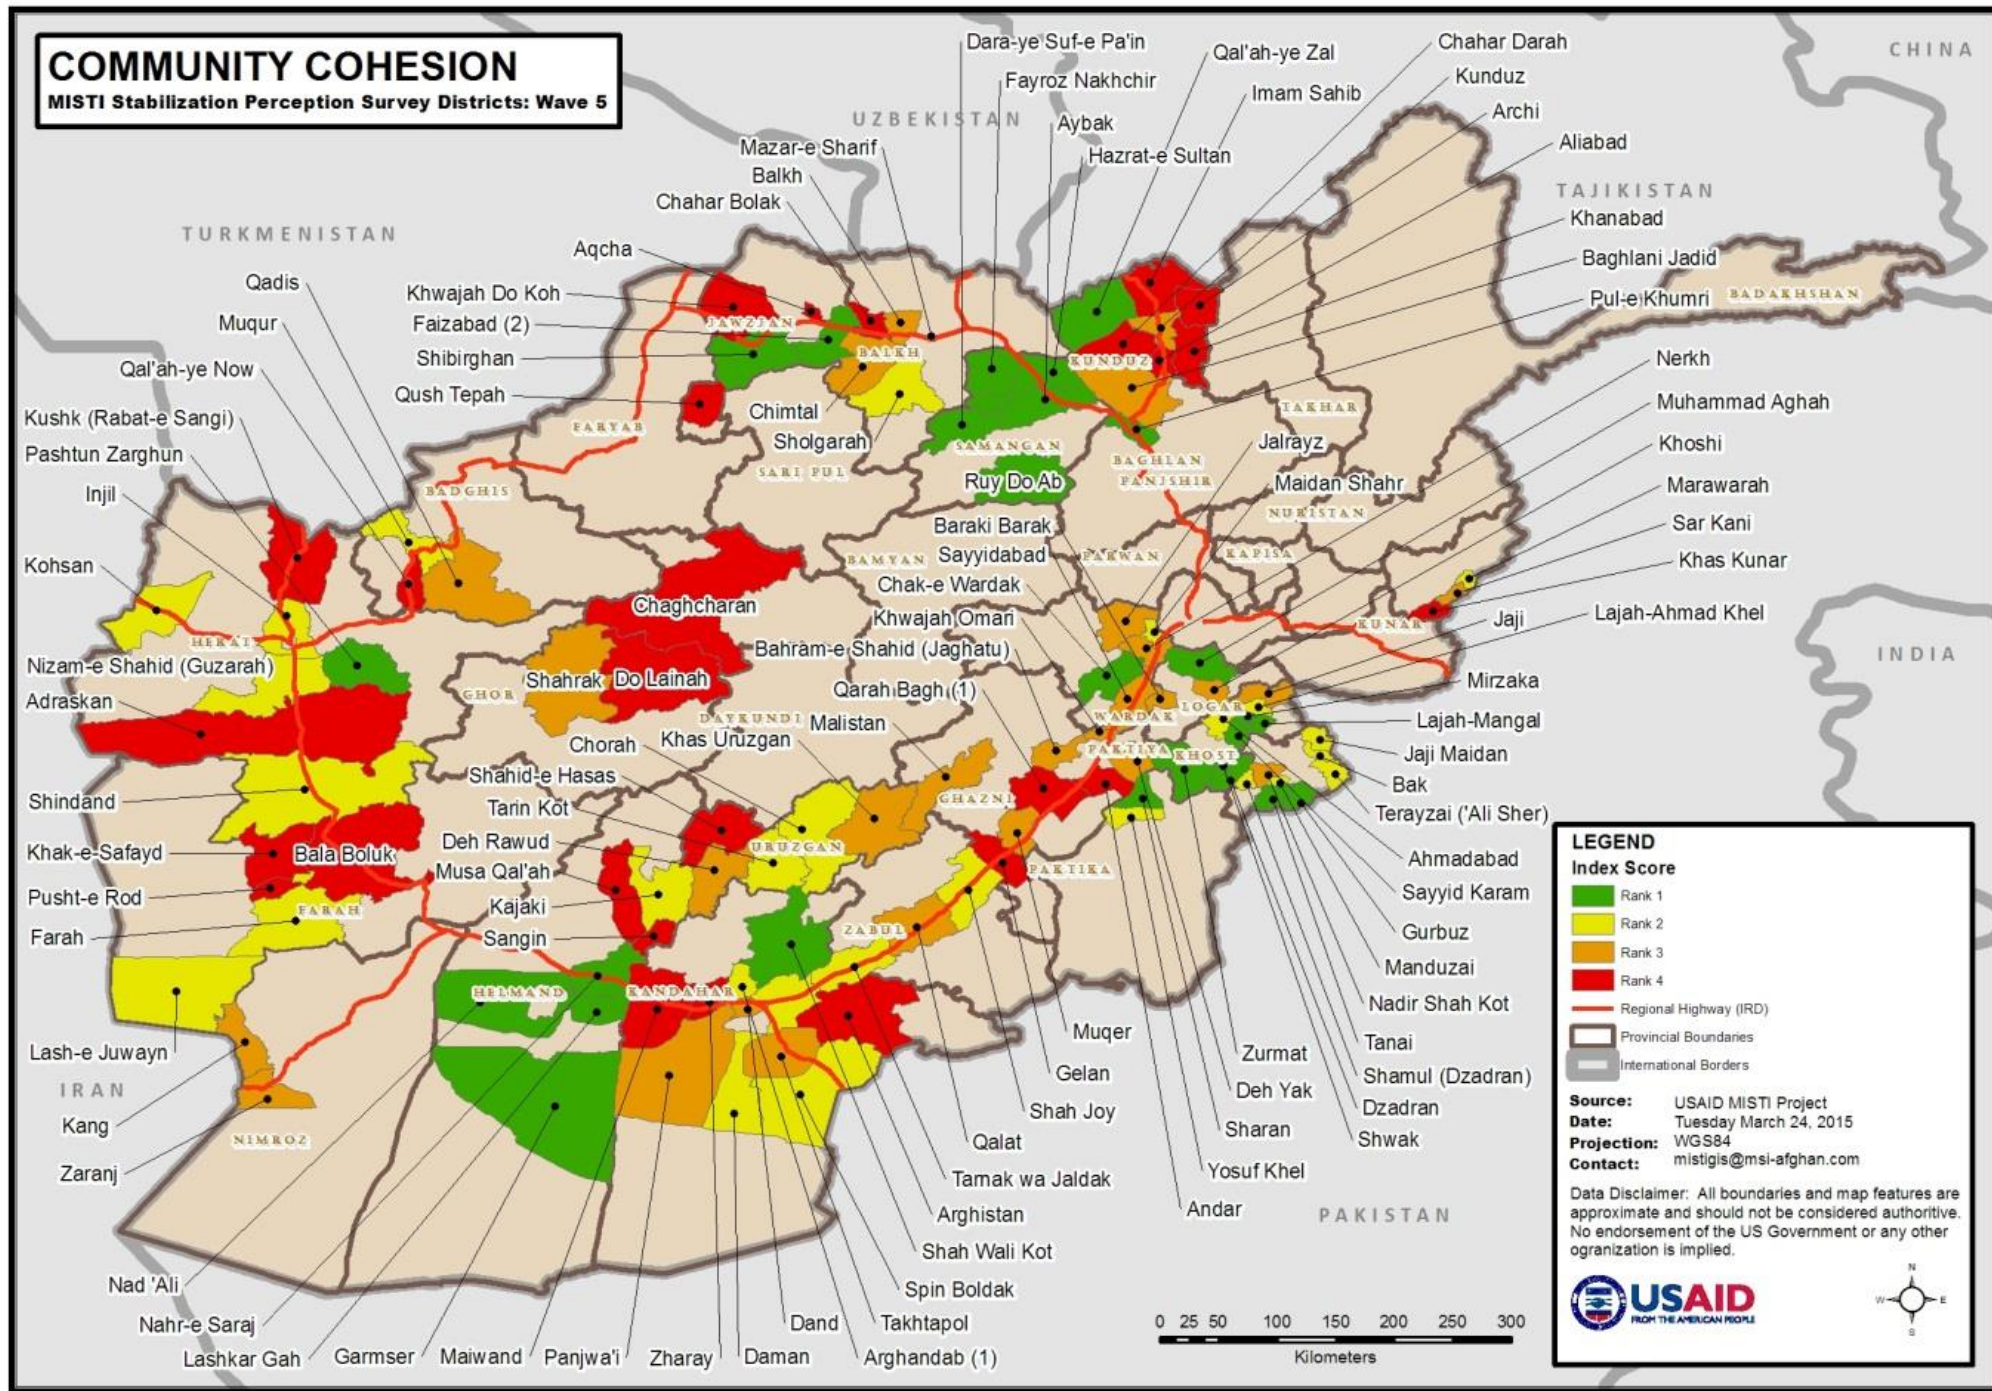 COMMUNITY COHESION
MISTI Stabilization Perception Survey Districts: Wave 5
CHINA
UZBEKISTAN
TAJIKISTAN
TURKMENISTAN
INDIA
IRAN
PAKISTAN
Dara-ye Suf-e Pa'in
Fayroz Nakhchir
Aybak
Hazrat-e Sultan
Qal'ah-ye Zal
Imam Sahib
Chahar Darah
Kunduz
Archi
Aliabad
Khanabad
Baghlani Jadid
Pul-e Khumri
Mazar-e Sharif
Balkh
Chahar Bolak
Aqcha
Khwajah Do Koh
Faizabad (2)
Shibirghan
Qush Tepah
Chimtal
Sholgarah
Ruy Do Ab
Qadis
Muqur
Qal'ah-ye Now
Kushk (Rabat-e Sangi)
Pashtun Zarghun
Injil
Kohsan
Nizam-e Shahid (Guzarah)
Adraskan
Shindand
Khak-e-Safayd
Bala Boluk
Pusht-e Rod
Farah
Lash-e Juwayn
Kang
Zaranj
Chaghcharan
Shahrak
Do Lainah
Nerkh
Muhammad Aghah
Khoshi
Marawarah
Sar Kani
Khas Kunar
Jaji
Lajah-Ahmad Khel
Mirzaka
Lajah-Mangal
Jaji Maidan
Bak
Terayzai ('Ali Sher)
Ahmadabad
Sayyid Karam
Gurbuz
Manduzai
Nadir Shah Kot
Tanai
Shamul (Dzadran)
Dzadran
Shwak
Jalrayz
Maidan Shahr
Baraki Barak
Sayyidabad
Chak-e Wardak
Khwajah Omari
Bahram-e Shahid (Jaghatu)
Qarah Bagh (1)
Malistan
Khas Uruzgan
Chorah
Shahid-e Hasas
Tarin Kot
Deh Rawud
Musa Qal'ah
Kajaki
Sangin
Zurmat
Deh Yak
Sharan
Yosuf Khel
Andar
Muqer
Gelan
Shah Joy
Qalat
Tarnak wa Jaldak
Arghistan
Shah Wali Kot
Spin Boldak
Takhtapol
Arghandab (1)
Dand
Daman
Zharay
Panjwa'i
Maiwand
Garmser
Lashkar Gah
Nahr-e Saraj
Nad 'Ali
JAWZJAN
BALKH
KUNDUZ
TAKHAR
BADAKHSHAN
FARYAB
SARI PUL
SAMANGAN
BAGHLAN
PANJSHIR
BADGHIS
NURISTAN
BAMYAN
PARWAN
KAPISA
KUNAR
HERAT
GHOR
DAYKUNDI
WARDAK
LOGAR
PAKTIYA
KHOST
GHAZNI
URUZGAN
PAKTIKA
ZABUL
FARAH
HELMAND
KANDAHAR
NIMROZ
LEGEND
Index Score
Rank 1
Rank 2
Rank 3
Rank 4
Regional Highway (IRD)
Provincial Boundaries
International Borders
Source: USAID MISTI Project
Date: Tuesday March 24, 2015
Projection: WGS84
Contact: mistigis@msi-afghan.com
Data Disclaimer: All boundaries and map features are
approximate and should not be considered authoritive.
No endorsement of the US Government or any other
ogranization is implied.
USAID
FROM THE AMERICAN PEOPLE
N
W E
S
0 25 50 100 150 200 250 300
Kilometers